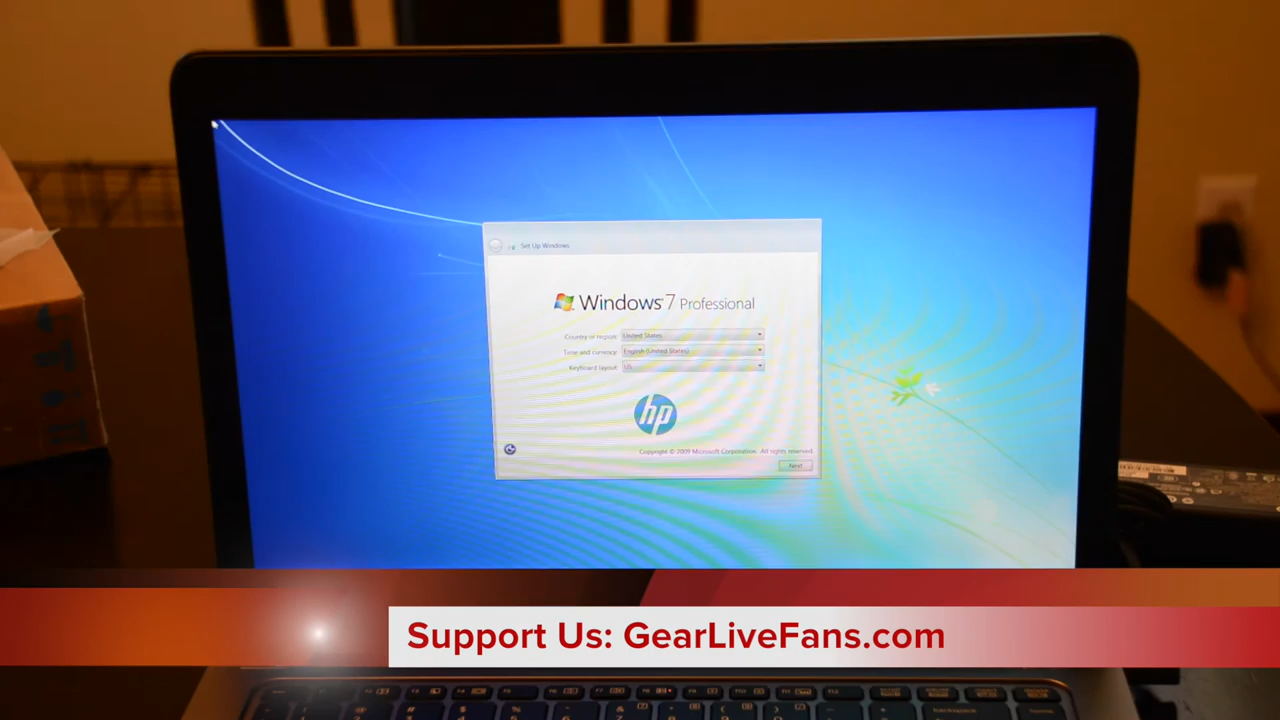 Set Up Windows
Windows® 7 Professional
Country or region: United States
Time and currency: English (United States)
Keyboard layout: US
hp
Copyright © 2009 Microsoft Corporation. All rights reserved.
Next
Support Us: GearLiveFans.com